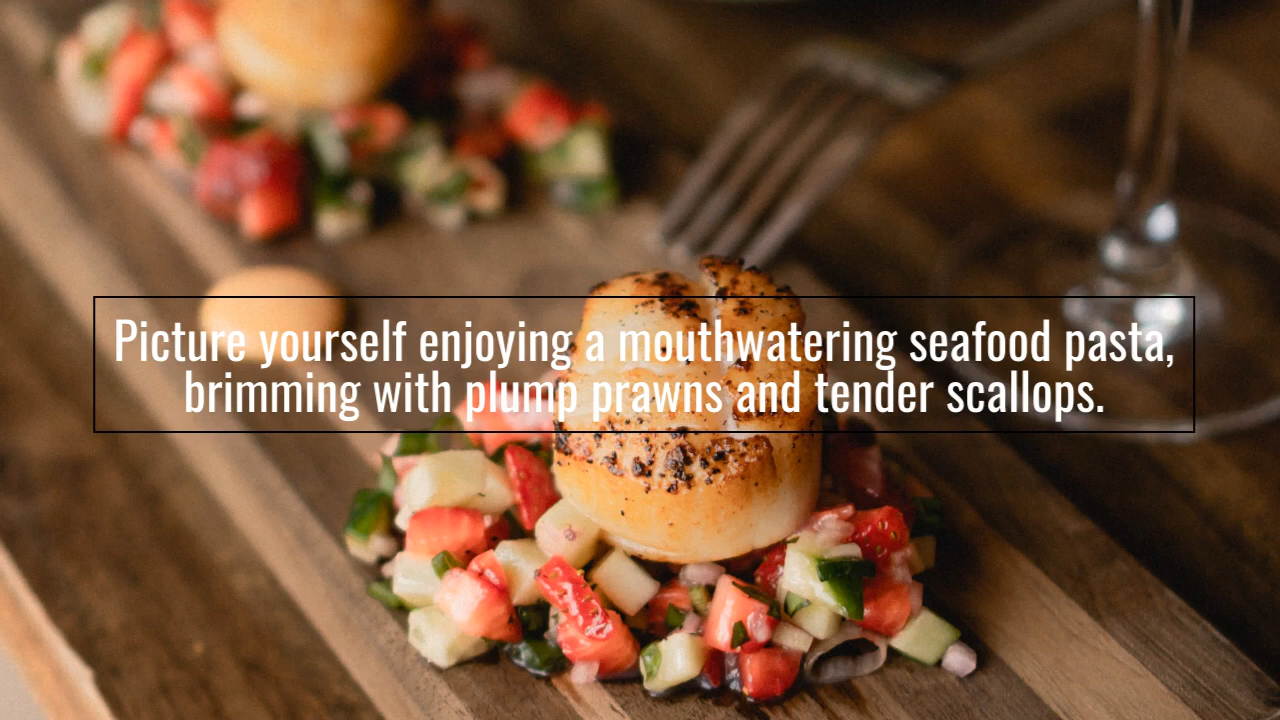 Picture yourself enjoying a mouthwatering seafood pasta,
brimming with plump prawns and tender scallops.